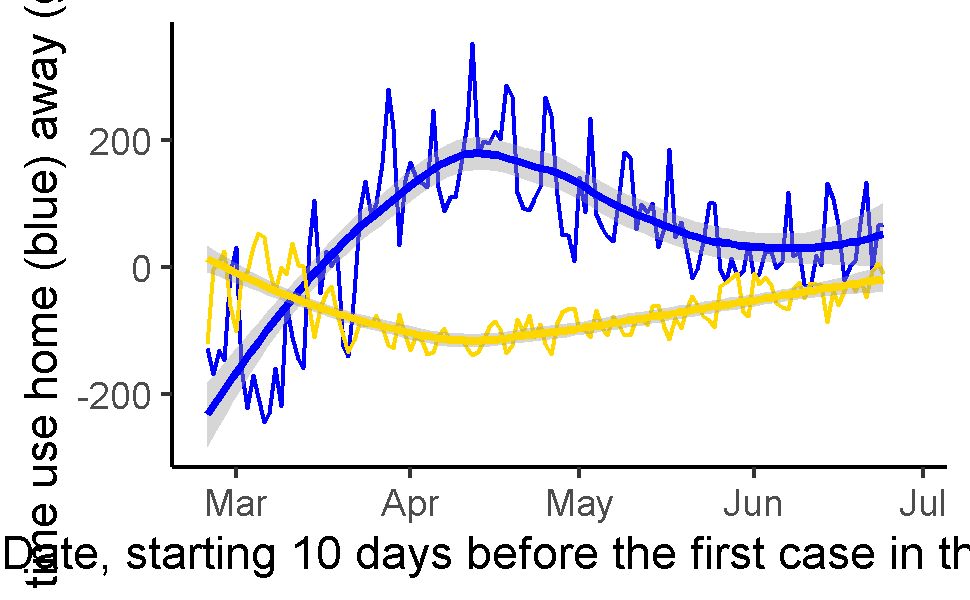 time use home (blue) away (
200
0
-200
Mar Apr May Jun Jul
Date, starting 10 days before the first case in th